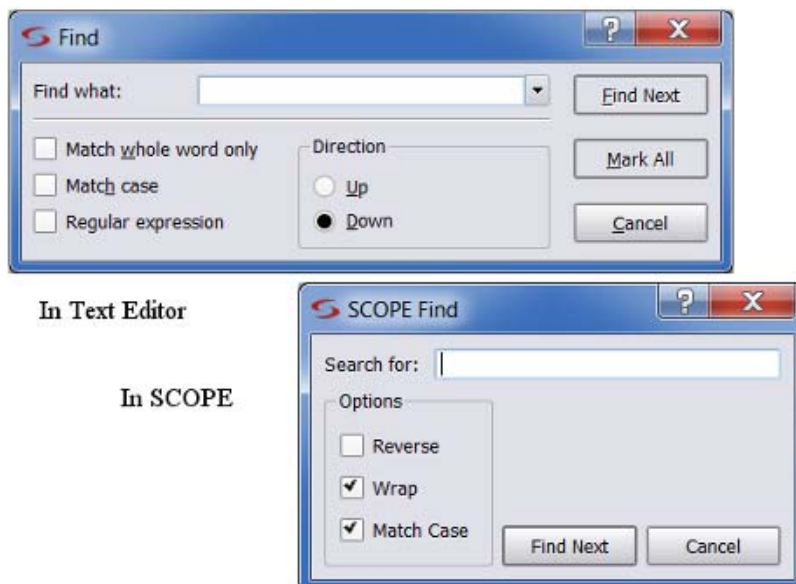 Find
Find what:
Find Next
Match whole word only
Match case
Regular expression
Direction
Up
Down
Mark All
Cancel
In Text Editor
In SCOPE
SCOPE Find
Search for:
Options
Reverse
Wrap
Match Case
Find Next
Cancel